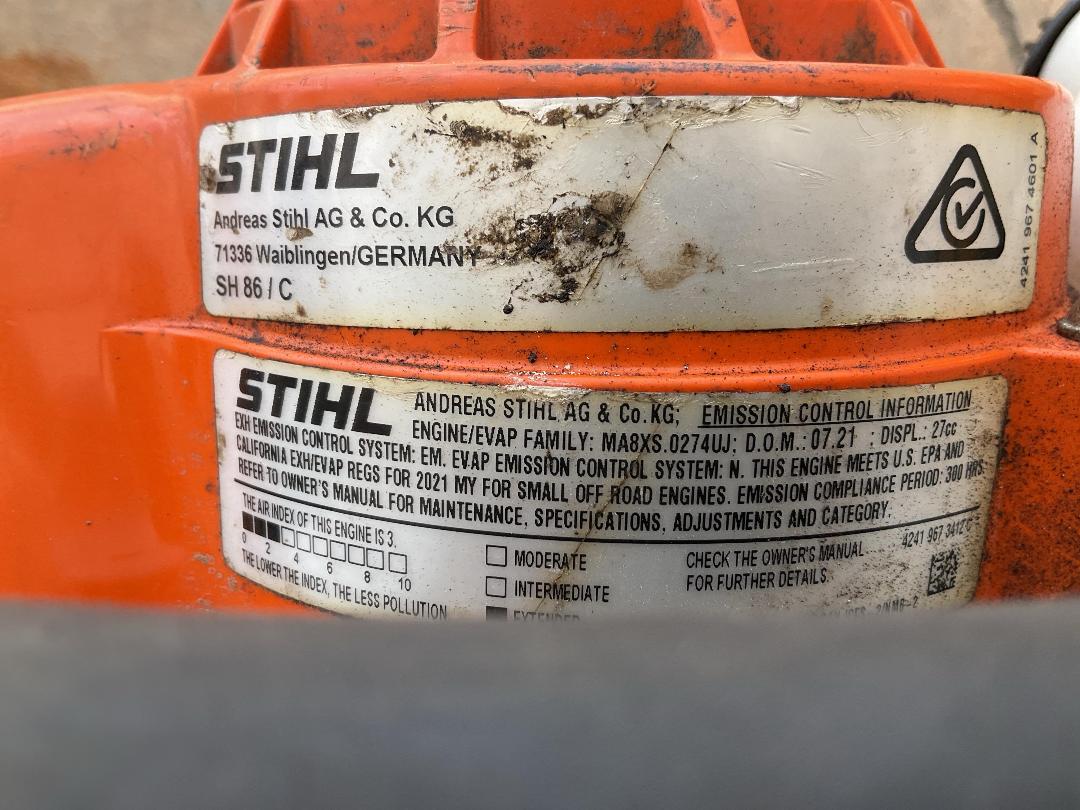 STIHL
Andreas Stihl AG & Co. KG
71336 Waiblingen/GERMANY
SH 86 / C
4241 967 4601 A
STIHL
ANDREAS STIHL AG & Co. KG; EMISSION CONTROL INFORMATION
ENGINE/EVAP FAMILY: MA8XS.0274UJ; D.O.M.: 07.21 ; DISPL.: 27cc
EXH EMISSION CONTROL SYSTEM: EM. EVAP EMISSION CONTROL SYSTEM: N. THIS ENGINE MEETS U.S. EPA AND
CALIFORNIA EXH/EVAP REGS FOR 2021 MY FOR SMALL OFF ROAD ENGINES. EMISSION COMPLIANCE PERIOD: 300 HRS.
REFER TO OWNER'S MANUAL FOR MAINTENANCE, SPECIFICATIONS, ADJUSTMENTS AND CATEGORY.
THE AIR INDEX OF THIS ENGINE IS 3.
0 2 4 6 8 10
THE LOWER THE INDEX, THE LESS POLLUTION
MODERATE
INTERMEDIATE
EXTENDED
CHECK THE OWNER'S MANUAL
FOR FURTHER DETAILS.
4241 967 3412 C